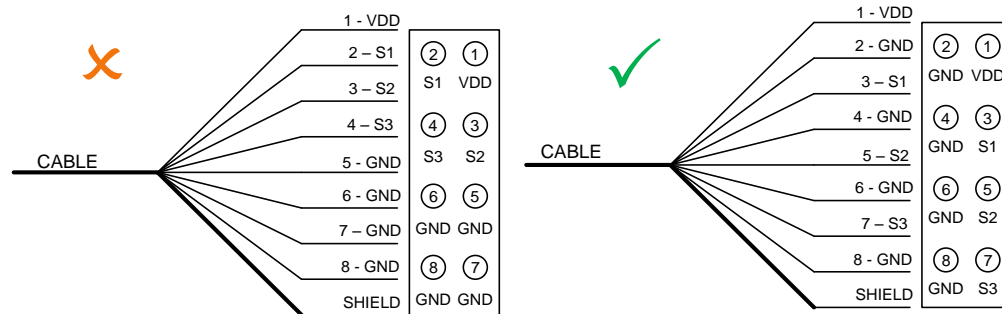 1 - VDD
2 – S1
3 – S2
4 – S3
CABLE
5 - GND
6 - GND
7 – GND
8 - GND
SHIELD
2 1
S1 VDD
4 3
S3 S2
6 5
GND GND
8 7
GND GND
1 - VDD
2 - GND
3 – S1
4 - GND
CABLE
5 – S2
6 - GND
7 – S3
8 - GND
SHIELD
2 1
GND VDD
4 3
GND S1
6 5
GND S2
8 7
GND S3